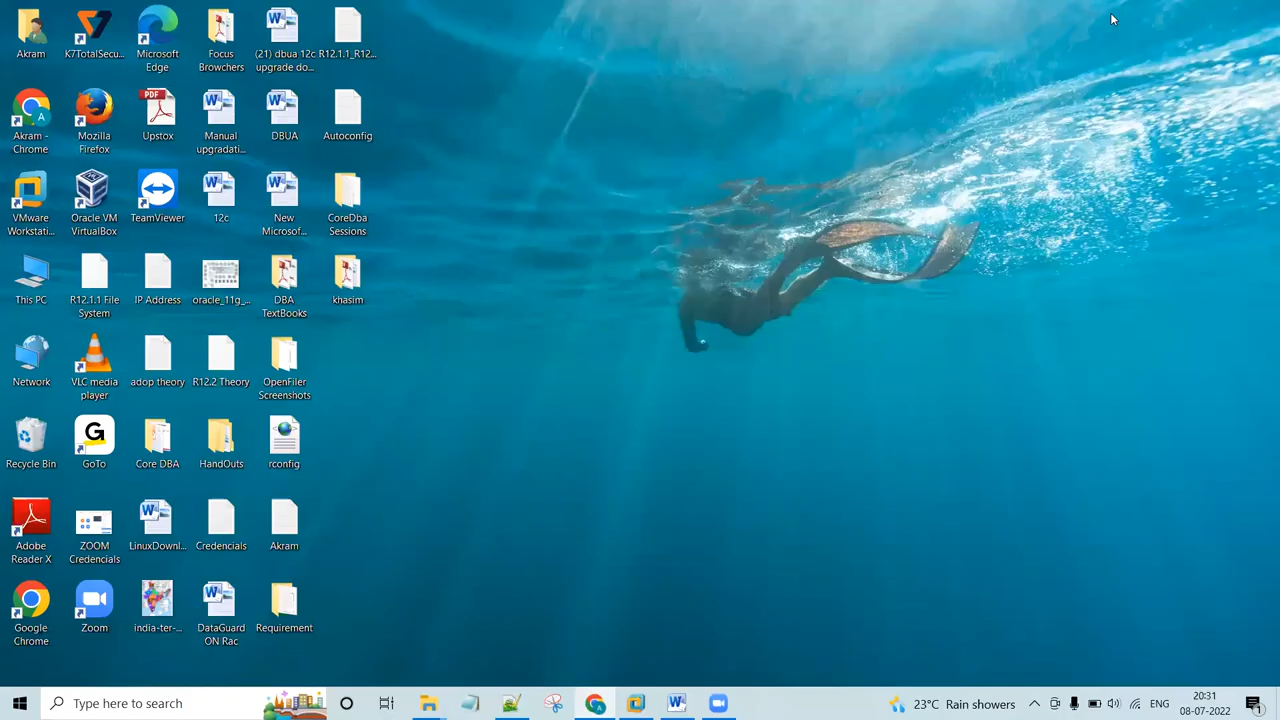 Akram
K7TotalSecu...
Microsoft
Edge
Focus
Browchers
(21) dbua 12c
upgrade do...
R12.1.1_R12...
Akram -
Chrome
Mozilla
Firefox
PDF
Upstox
Manual
upgradati...
DBUA
Autoconfig
VMware
Workstati...
Oracle VM
VirtualBox
TeamViewer
12c
New
Microsof...
CoreDba
Sessions
This PC
R12.1.1 File
System
IP Address
oracle_11g_...
DBA
TextBooks
khasim
Network
VLC media
player
adop theory
R12.2 Theory
OpenFiler
Screenshots
Recycle Bin
GoTo
Core DBA
HandOuts
rconfig
Adobe
Reader X
ZOOM
Credencials
LinuxDownl...
Credencials
Akram
Google
Chrome
Zoom
india-ter-...
DataGuard
ON Rac
Requirement
Type here to search
23°C Rain showers
ENG
20:31
08-07-2022
1